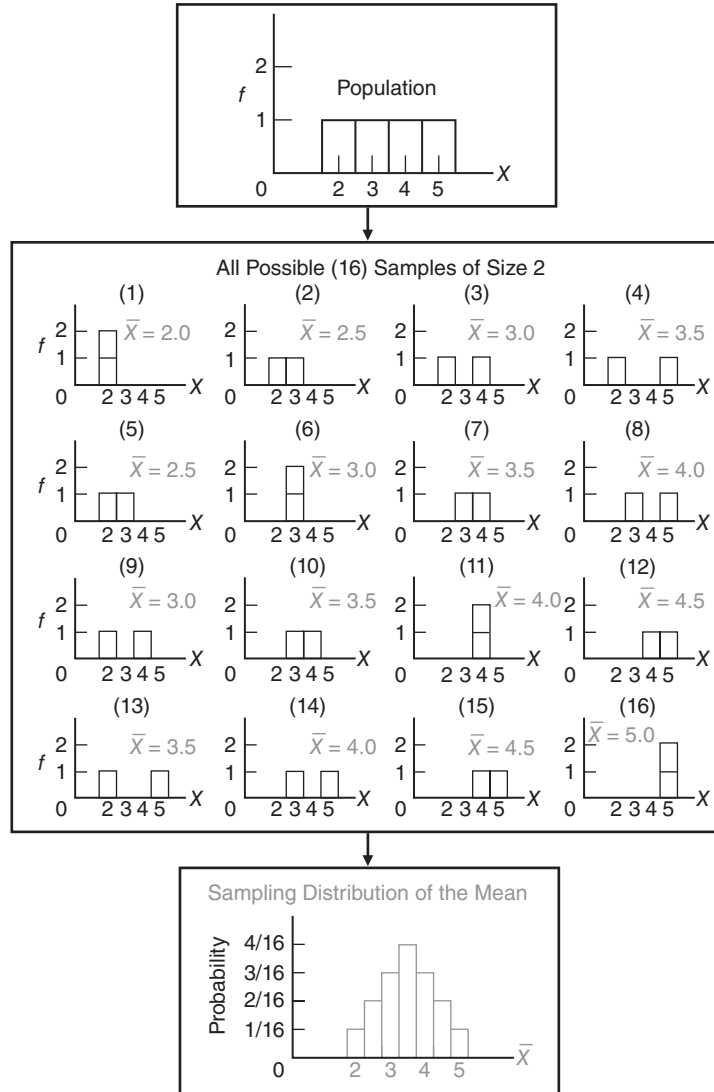 2
Population
f
1
0
2 3 4 5
X
All Possible (16) Samples of Size 2
(1) (2) (3) (4)
2 X̅ = 2.0 2 X̅ = 2.5 2 X̅ = 3.0 2 X̅ = 3.5
f 1 1 1 1
0 2 3 4 5 X 0 2 3 4 5 X 0 2 3 4 5 X 0 2 3 4 5 X
(5) (6) (7) (8)
2 X̅ = 2.5 2 X̅ = 3.0 2 X̅ = 3.5 2 X̅ = 4.0
f 1 1 1 1
0 2 3 4 5 X 0 2 3 4 5 X 0 2 3 4 5 X 0 2 3 4 5 X
(9) (10) (11) (12)
2 X̅ = 3.0 2 X̅ = 3.5 2 X̅ = 4.0 2 X̅ = 4.5
f 1 1 1 1
0 2 3 4 5 X 0 2 3 4 5 X 0 2 3 4 5 X 0 2 3 4 5 X
(13) (14) (15) (16)
2 X̅ = 3.5 2 X̅ = 4.0 2 X̅ = 4.5 2 X̅ = 5.0
f 1 1 1 1
0 2 3 4 5 X 0 2 3 4 5 X 0 2 3 4 5 X 0 2 3 4 5 X
Sampling Distribution of the Mean
Probability
4/16
3/16
2/16
1/16
0
2 3 4 5
X̅